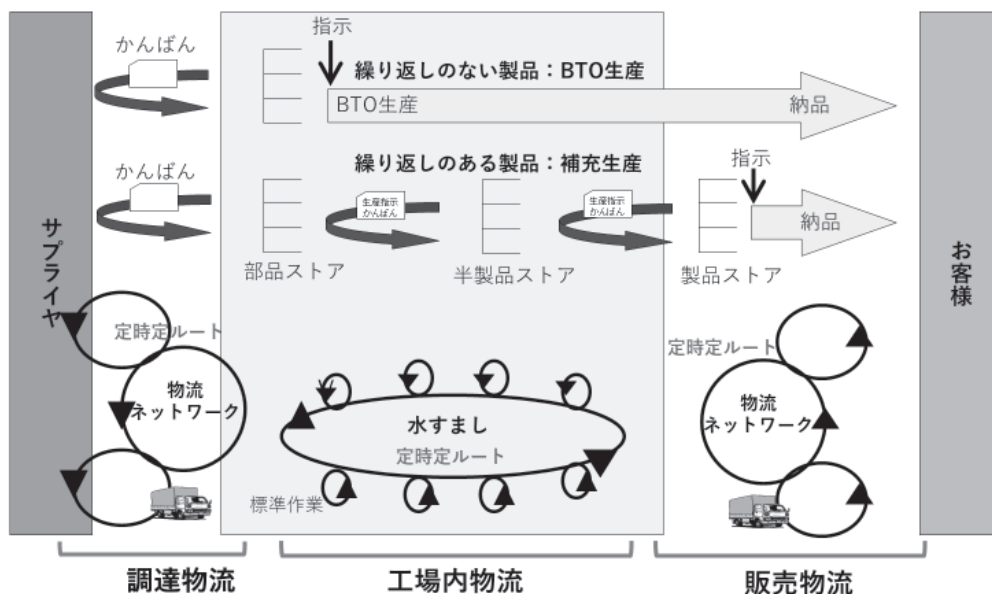 指示
かんばん
繰り返しのない製品：BTO生産
BTO生産
納品
繰り返しのある製品：補充生産
指示
かんばん
生産指示
かんばん
生産指示
かんばん
納品
サプライヤ
お客様
部品ストア
半製品ストア
製品ストア
定時定ルート
定時定ルート
物流
ネットワーク
水すまし
定時定ルート
物流
ネットワーク
標準作業
調達物流
工場内物流
販売物流